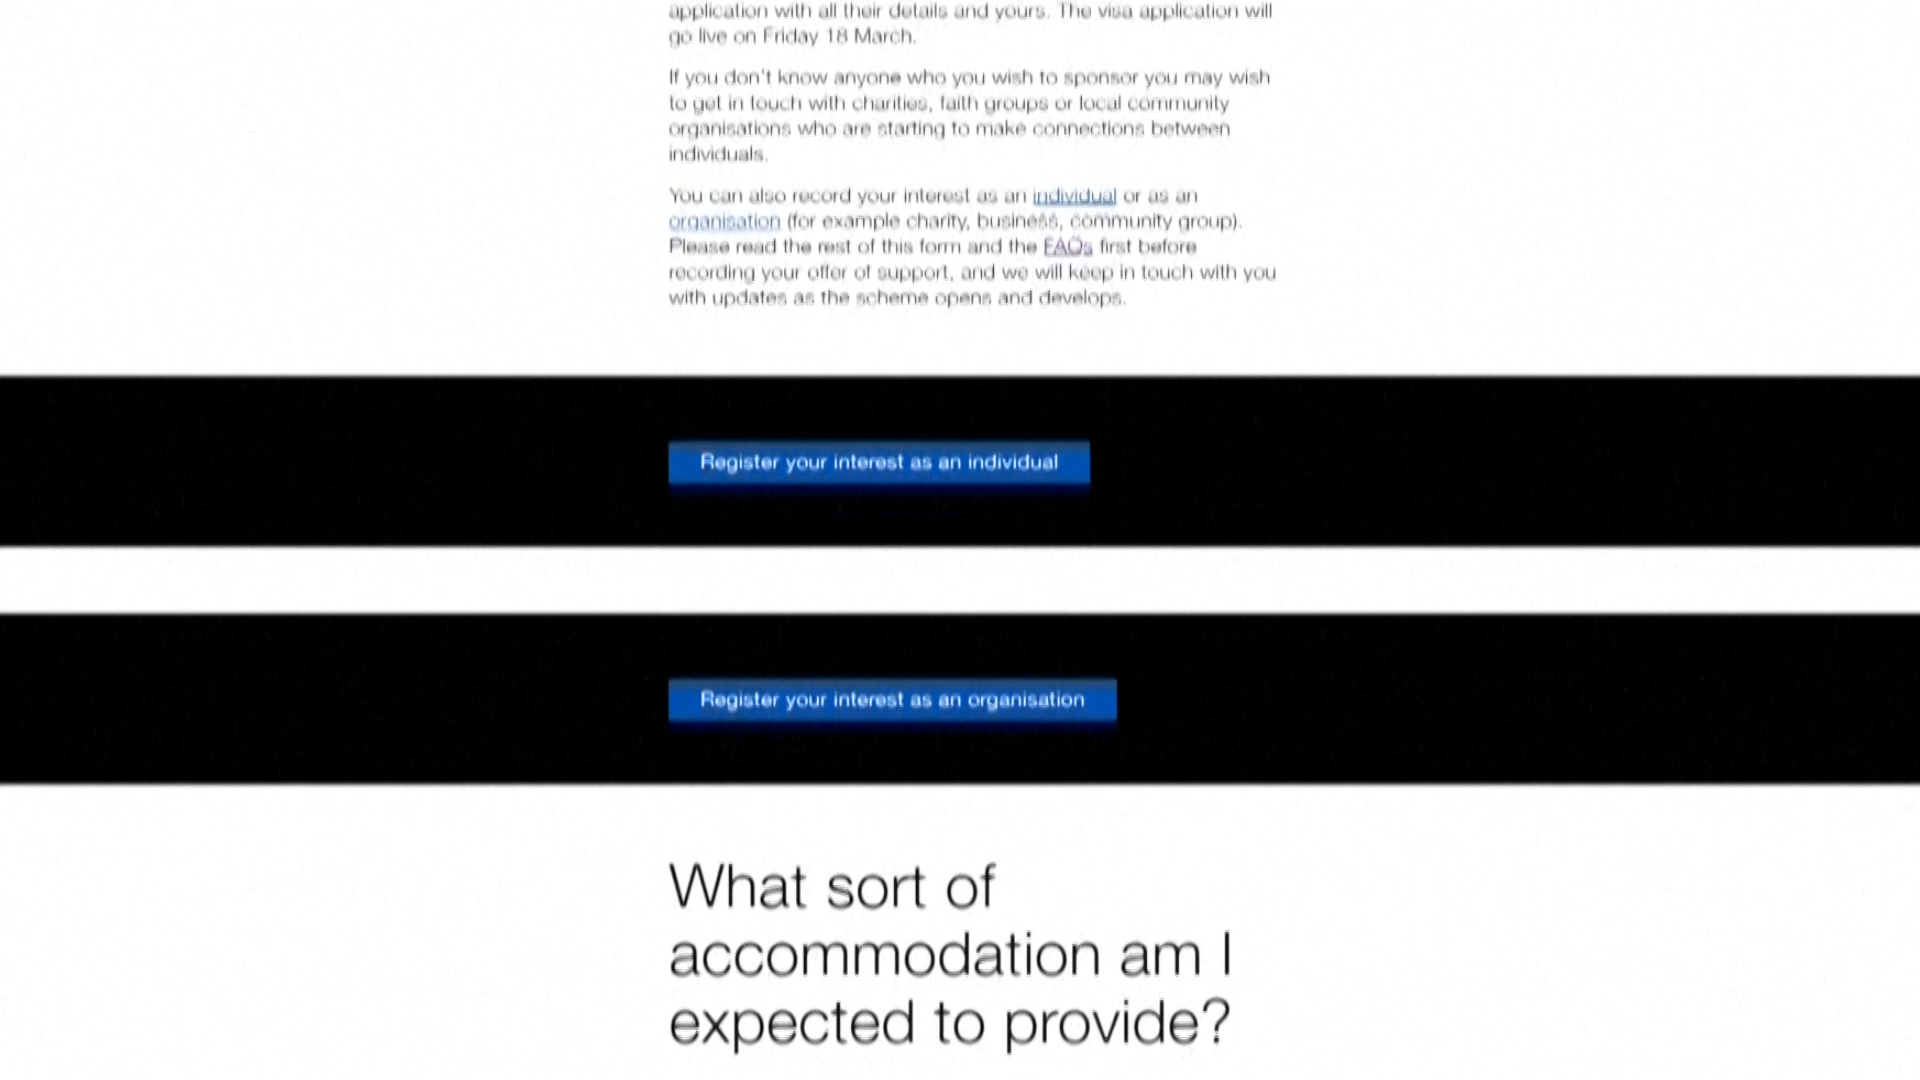 application with all their details and yours. The visa application will
go live on Friday 18 March.
If you don't know anyone who you wish to sponsor you may wish
to get in touch with charities, faith groups or local community
organisations who are starting to make connections between
individuals.
You can also record your interest as an individual or as an
organisation (for example charity, business, community group).
Please read the rest of this form and the FAQs first before
recording your offer of support, and we will keep in touch with you
with updates as the scheme opens and develops.
Register your interest as an individual
Register your interest as an organisation
What sort of
accommodation am I
expected to provide?